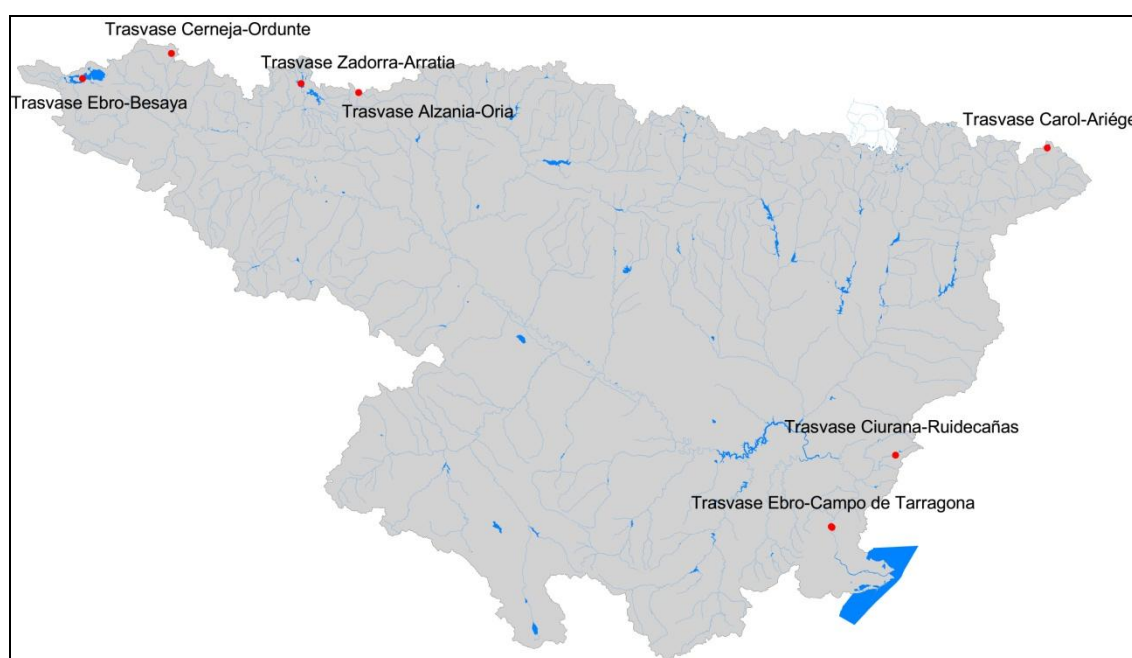 Trasvase Cerneja-Ordunte
Trasvase Zadorra-Arratia
Trasvase Ebro-Besaya
Trasvase Alzania-Oria
Trasvase Carol-Ariége
Trasvase Ciurana-Ruidecañas
Trasvase Ebro-Campo de Tarragona